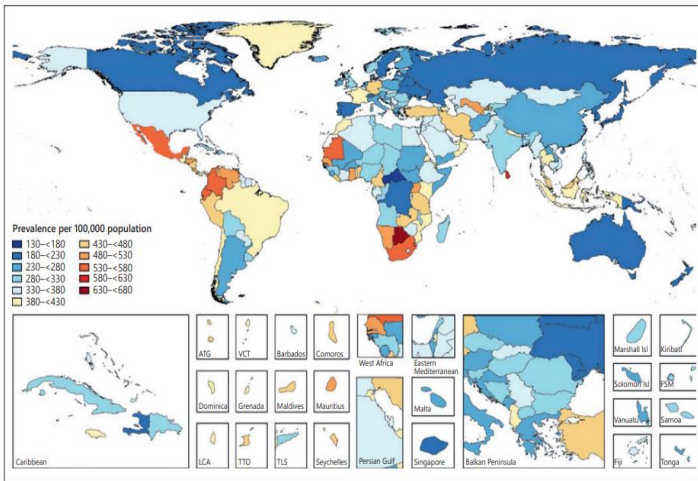 Prevalence per 100,000 population
130–<180
180–<230
230–<280
280–<330
330–<380
380–<430
430–<480
480–<530
530–<580
580–<630
630–<680
Caribbean
ATG
VCT
Barbados
Comoros
Dominica
Grenada
Maldives
Mauritius
LCA
TTO
TLS
Seychelles
West Africa
Eastern
Mediterranean
Persian Gulf
Malta
Singapore
Balkan Peninsula
Marshall Isl
Kiribati
Solomon Isl
FSM
Vanuatu
Samoa
Fiji
Tonga